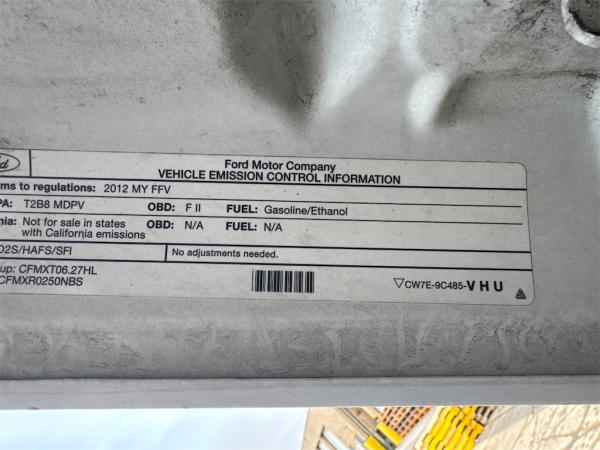 Ford Motor Company
VEHICLE EMISSION CONTROL INFORMATION
ms to regulations: 2012 MY FFV
PA: T2B8 MDPV OBD: F II FUEL: Gasoline/Ethanol
nia: Not for sale in states with California emissions OBD: N/A FUEL: N/A
O2S/HAFS/SFI No adjustments needed.
up: CFMXT06.27HL
CFMXR0250NBS
▽CW7E-9C485-VHU